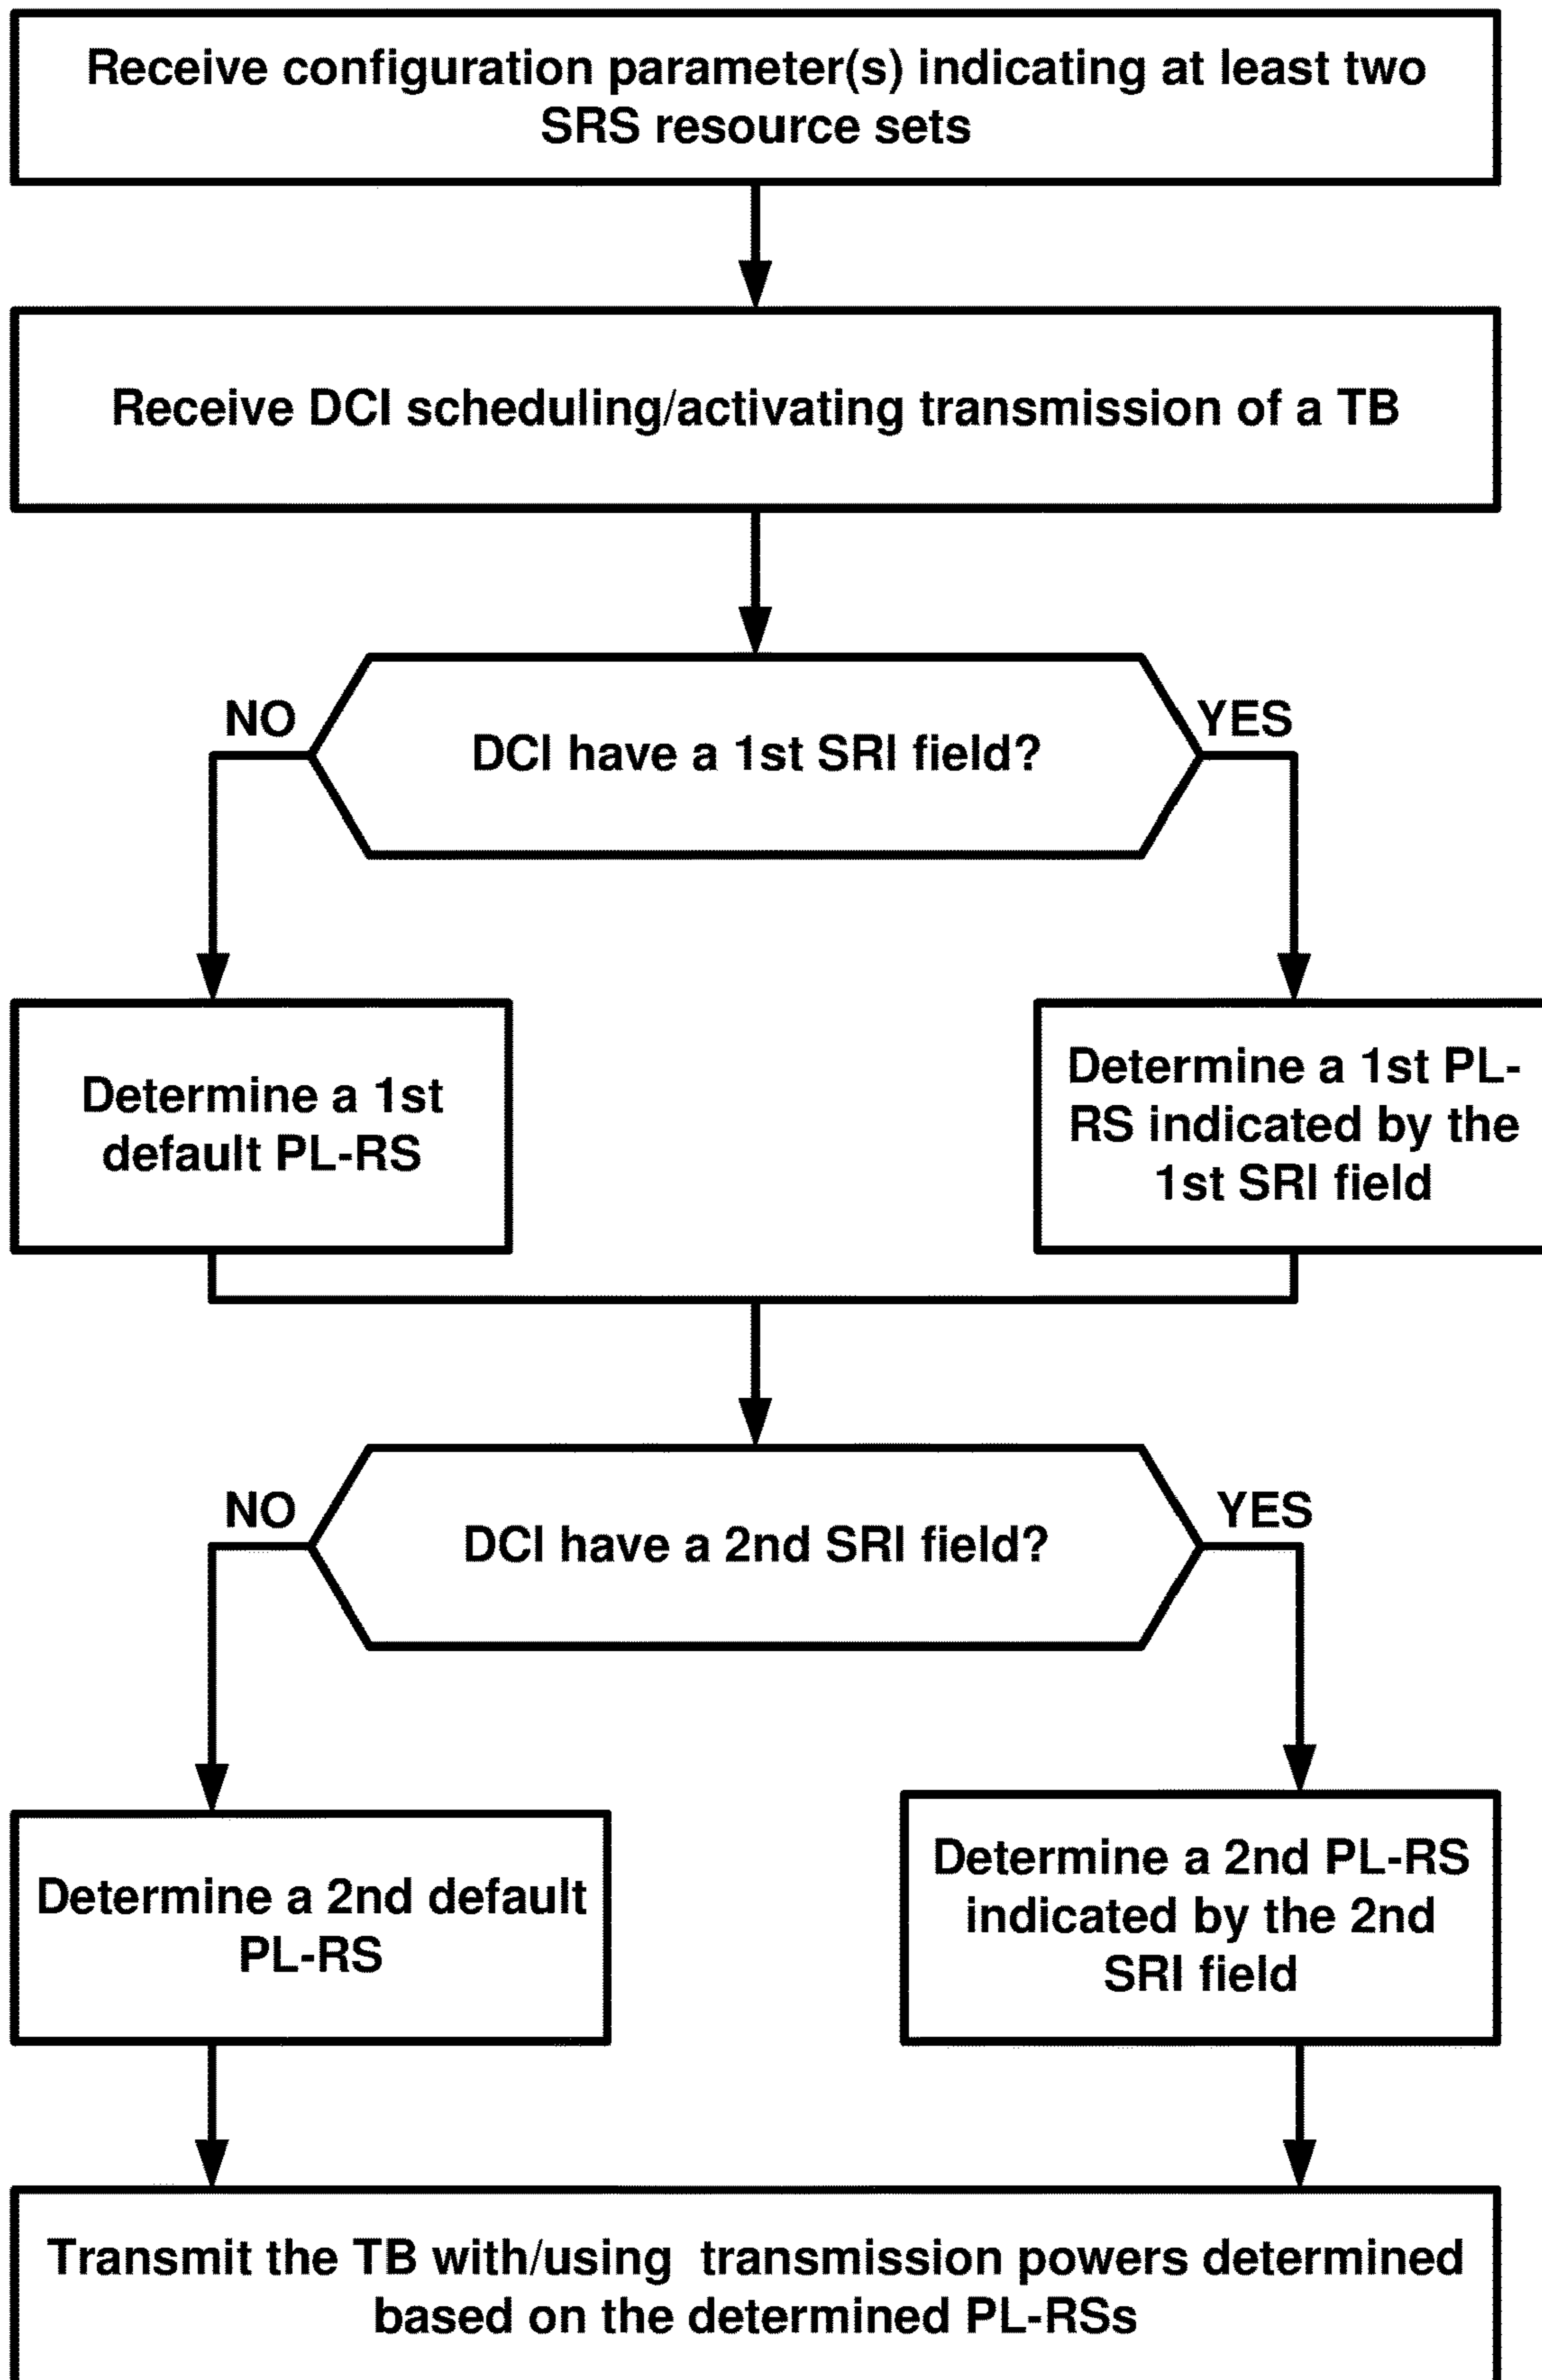 Receive configuration parameter(s) indicating at least two
SRS resource sets
Receive DCI scheduling/activating transmission of a TB
DCI have a 1st SRI field?
NO
YES
Determine a 1st
default PL-RS
Determine a 1st PL-
RS indicated by the
1st SRI field
DCI have a 2nd SRI field?
NO
YES
Determine a 2nd default
PL-RS
Determine a 2nd PL-RS
indicated by the 2nd
SRI field
Transmit the TB with/using transmission powers determined
based on the determined PL-RSs